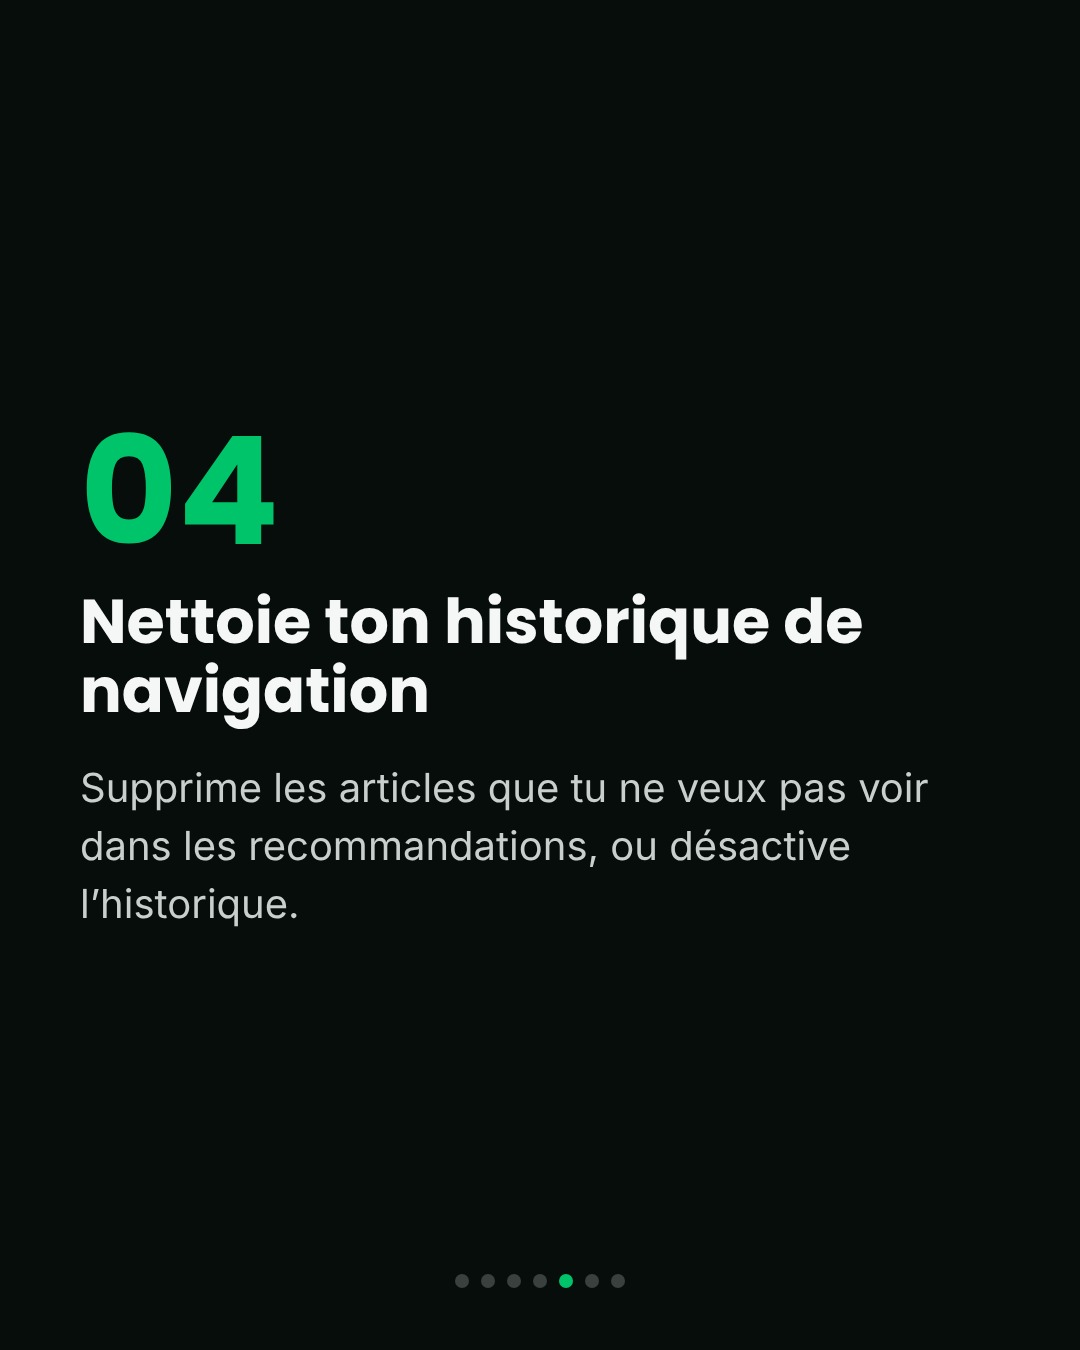 04
Nettoie ton historique de
navigation
Supprime les articles que tu ne veux pas voir
dans les recommandations, ou désactive
l’historique.